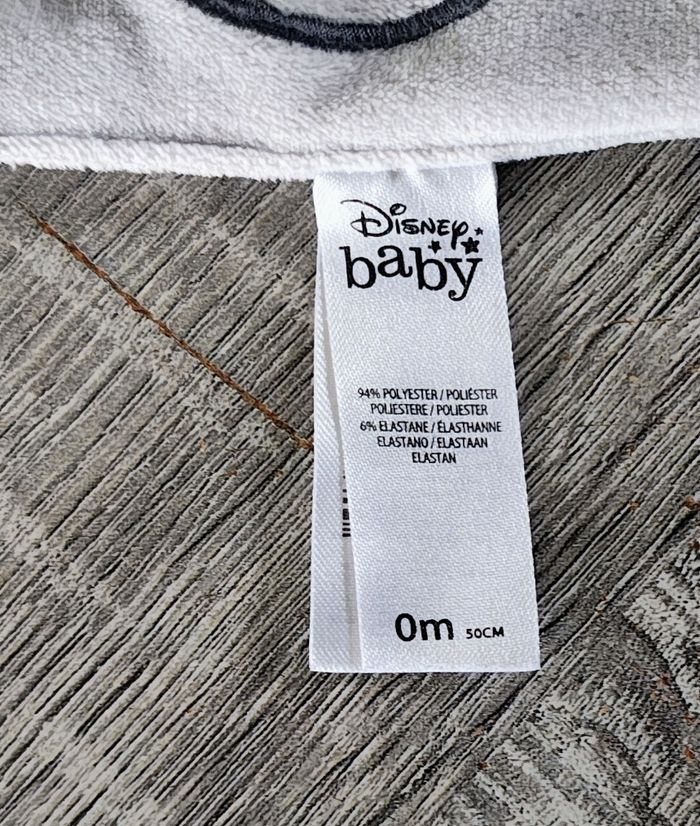 Disney
baby
94% POLYESTER / POLIÉSTER
POLIESTERE / POLIESTER
6% ELASTANE / ÉLASTHANNE
ELASTANO / ELASTAAN
ELASTAN
0m 50CM